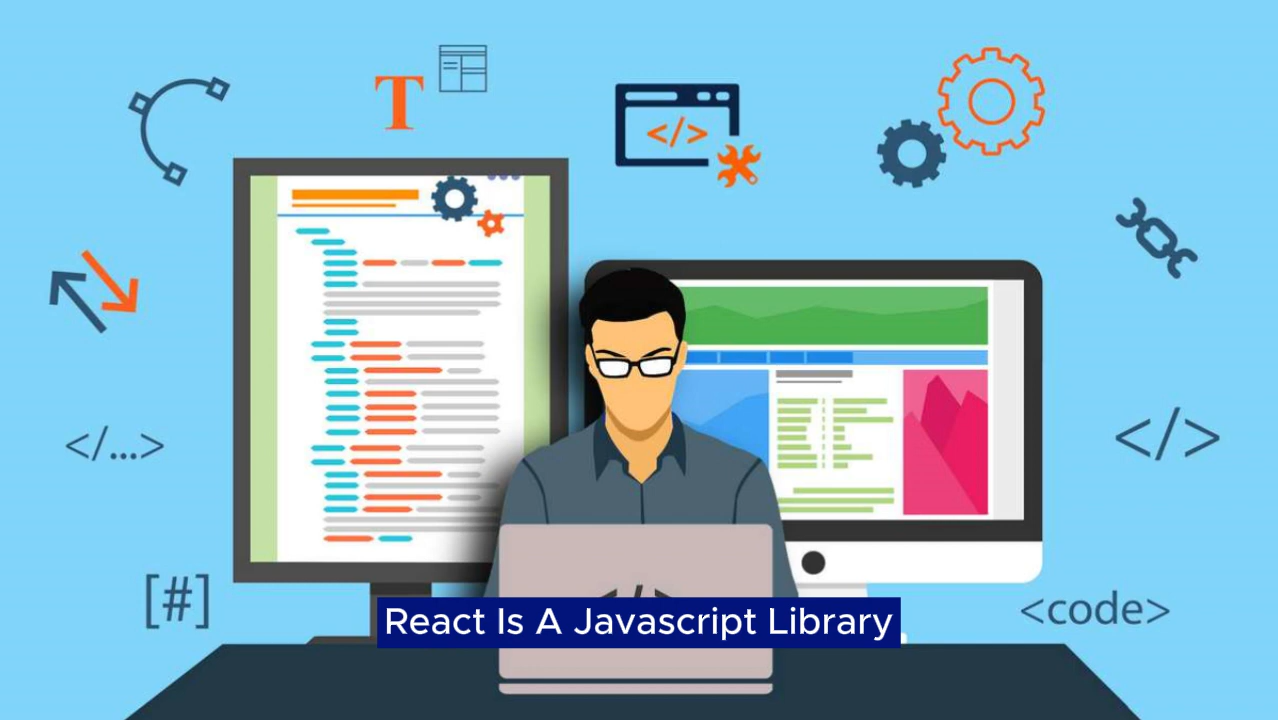 T
</>
</...>
</>
[#]
<code>
React Is A Javascript Library